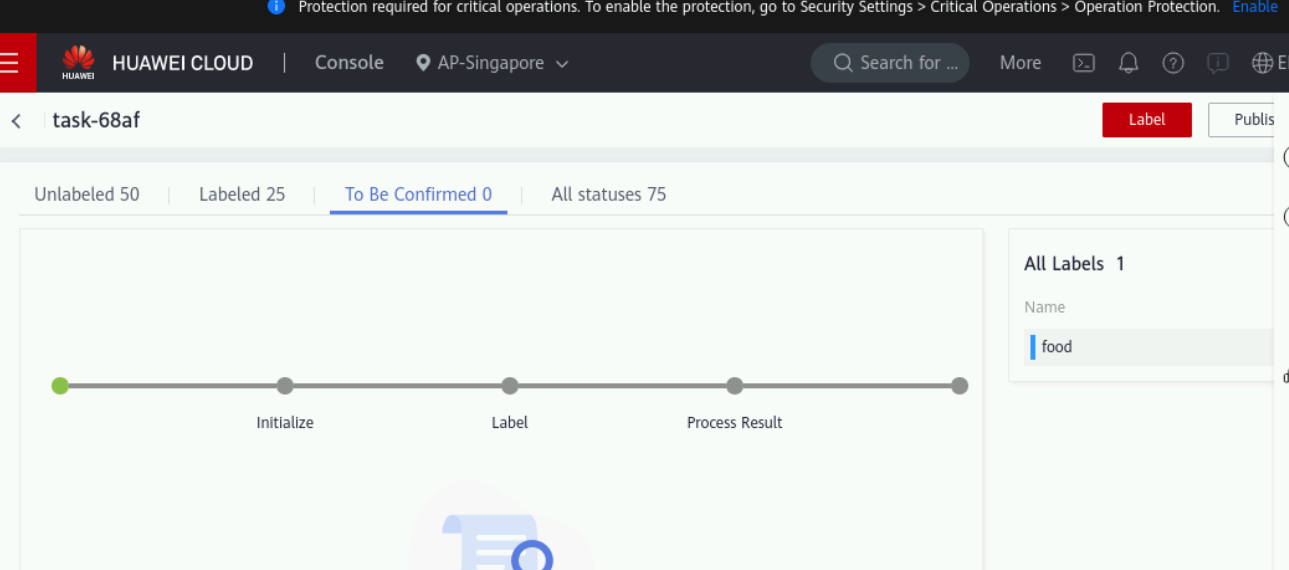 Protection required for critical operations. To enable the protection, go to Security Settings > Critical Operations > Operation Protection. Enable
HUAWEI HUAWEI CLOUD | Console AP-Singapore Search for ... More
task-68af Label
Unlabeled 50 Labeled 25 To Be Confirmed 0 All statuses 75
All Labels 1
Name
food
Initialize Label Process Result